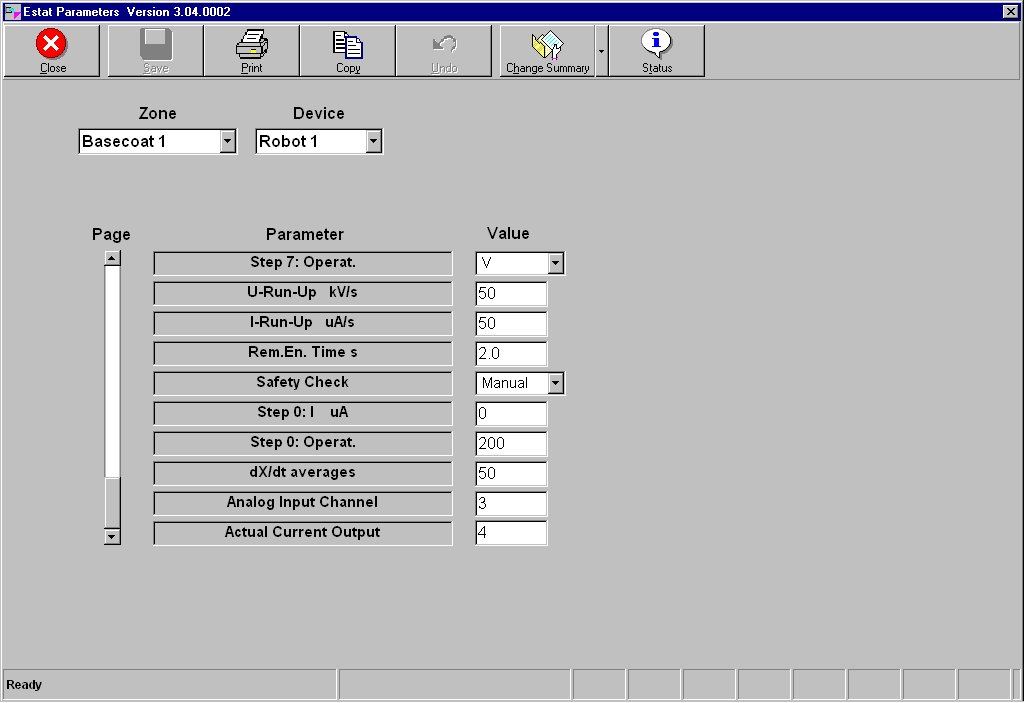 Estat Parameters Version 3.04.0002
Close Save Print Copy Undo Change Summary Status
Zone Device
Basecoat 1 Robot 1
Page Parameter Value
Step 7: Operat. V
U-Run-Up kV/s 50
I-Run-Up uA/s 50
Rem.En. Time s 2.0
Safety Check Manual
Step 0: I uA 0
Step 0: Operat. 200
dX/dt averages 50
Analog Input Channel 3
Actual Current Output 4
Ready